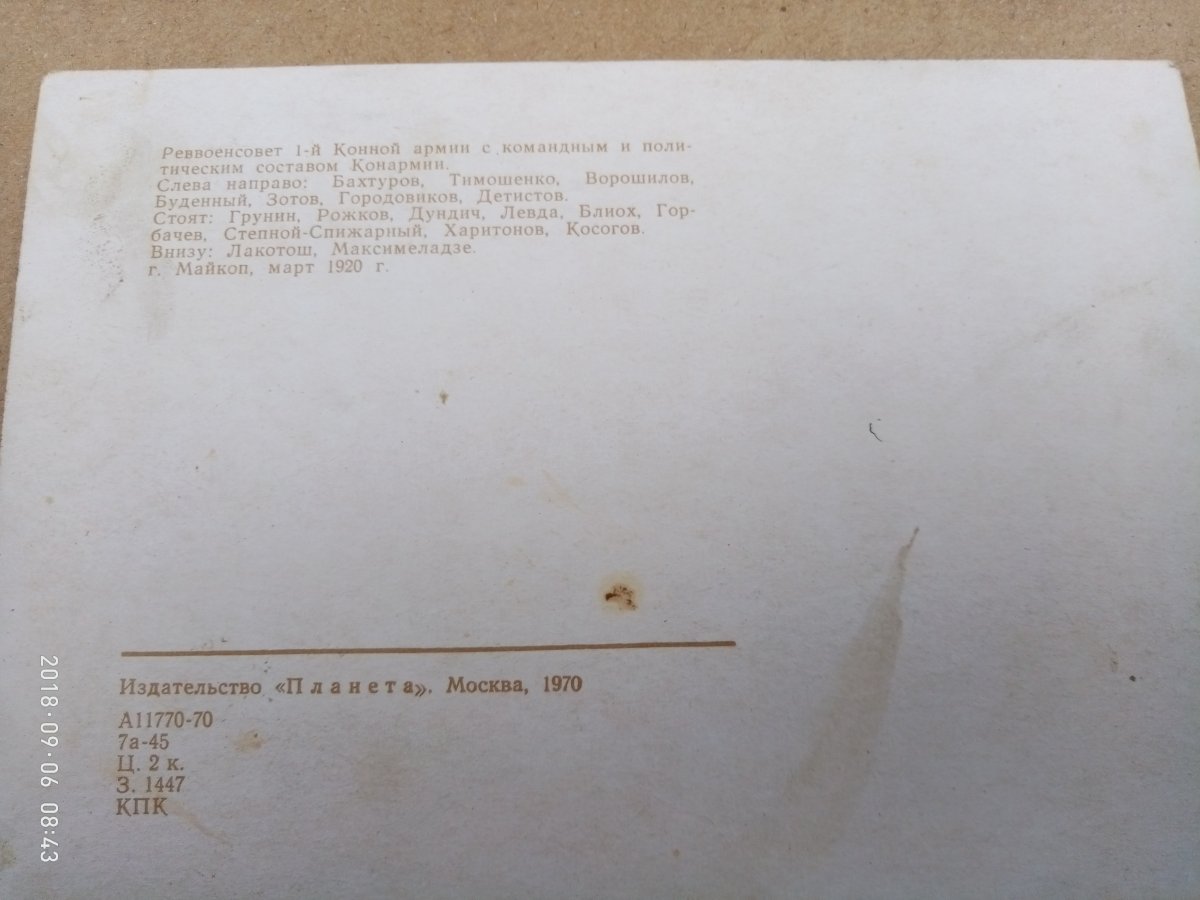 Реввоенсовет 1-й Конной армии с командным и поли-
тическим составом Конармии.
Слева направо: Бахтуров, Тимошенко, Ворошилов,
Буденный, Зотов, Городовиков, Детистов.
Стоят: Грунин, Рожков, Дундич, Левда, Блиох, Гор-
бачев, Степной-Спижарный, Харитонов, Косогов.
Внизу: Лакотош, Максимеладзе.
г. Майкоп, март 1920 г.
Издательство «Планета». Москва, 1970
А11770-70
7а-45
Ц. 2 к.
З. 1447
КПК
2018·09·06 08:43